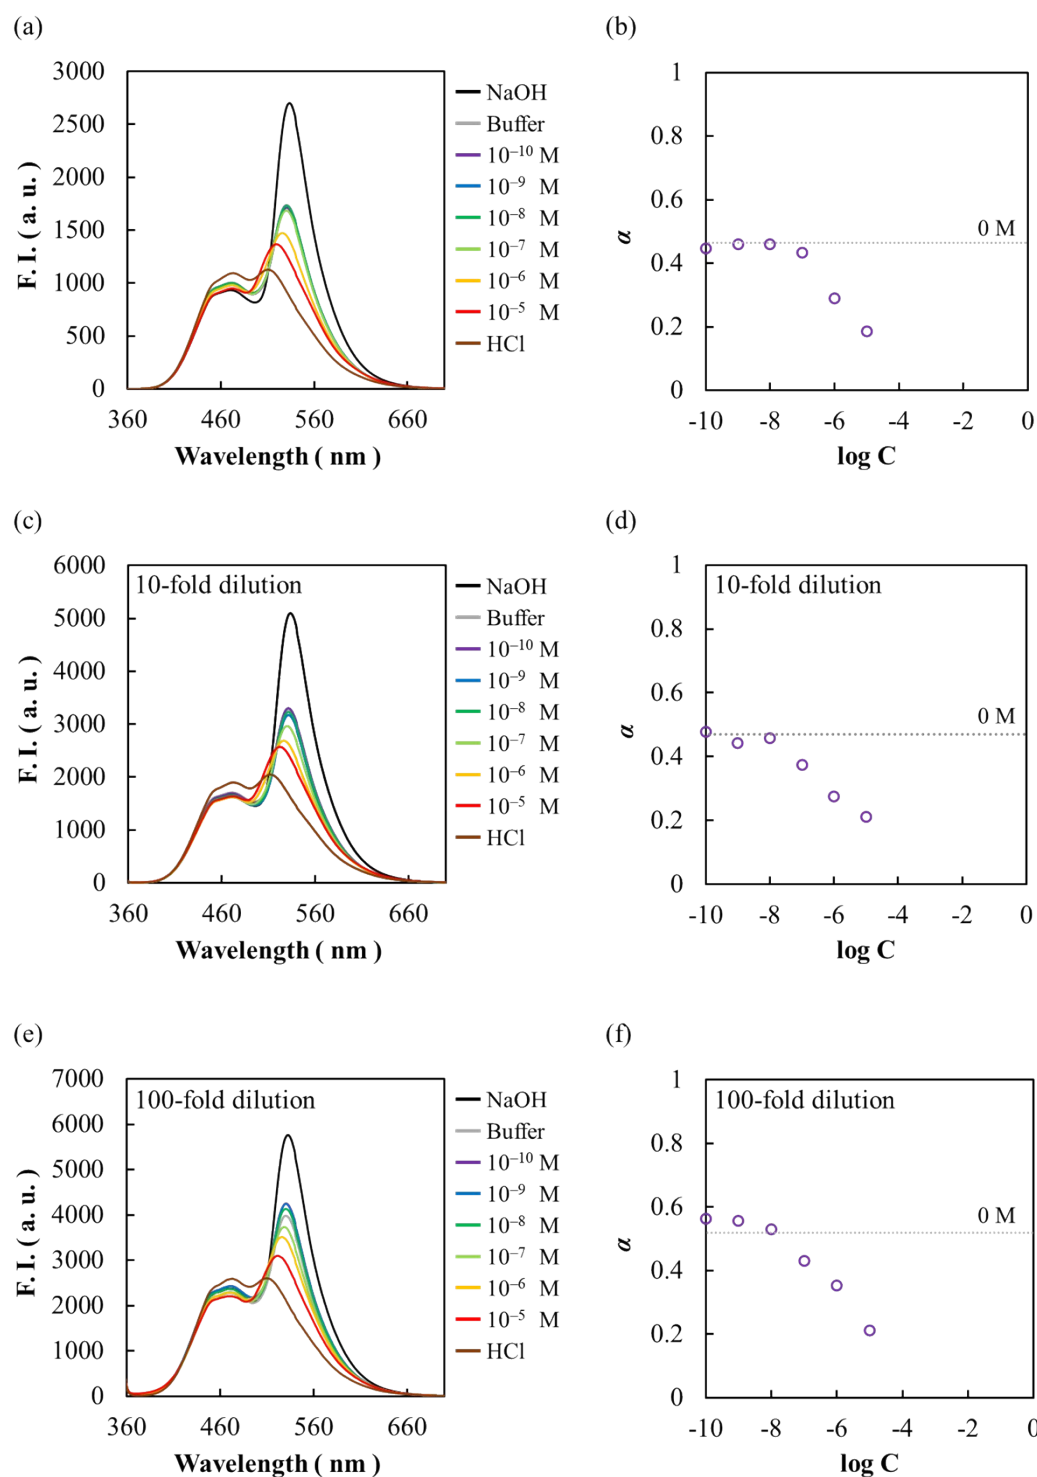 (a)
3000
2500
2000
1500
1000
500
0
360 460 560 660
F. I. ( a. u. )
Wavelength ( nm )
NaOH
Buffer
10⁻¹⁰ M
10⁻⁹ M
10⁻⁸ M
10⁻⁷ M
10⁻⁶ M
10⁻⁵ M
HCl
(b)
1
0.8
0.6
0.4
0.2
0
-10 -8 -6 -4 -2 0
α
log C
0 M
(c)
10-fold dilution
6000
5000
4000
3000
2000
1000
0
360 460 560 660
F. I. ( a. u. )
Wavelength ( nm )
NaOH
Buffer
10⁻¹⁰ M
10⁻⁹ M
10⁻⁸ M
10⁻⁷ M
10⁻⁶ M
10⁻⁵ M
HCl
(d)
10-fold dilution
1
0.8
0.6
0.4
0.2
0
-10 -8 -6 -4 -2 0
α
log C
0 M
(e)
100-fold dilution
7000
6000
5000
4000
3000
2000
1000
0
360 460 560 660
F. I. ( a. u. )
Wavelength ( nm )
NaOH
Buffer
10⁻¹⁰ M
10⁻⁹ M
10⁻⁸ M
10⁻⁷ M
10⁻⁶ M
10⁻⁵ M
HCl
(f)
100-fold dilution
1
0.8
0.6
0.4
0.2
0
-10 -8 -6 -4 -2 0
α
log C
0 M